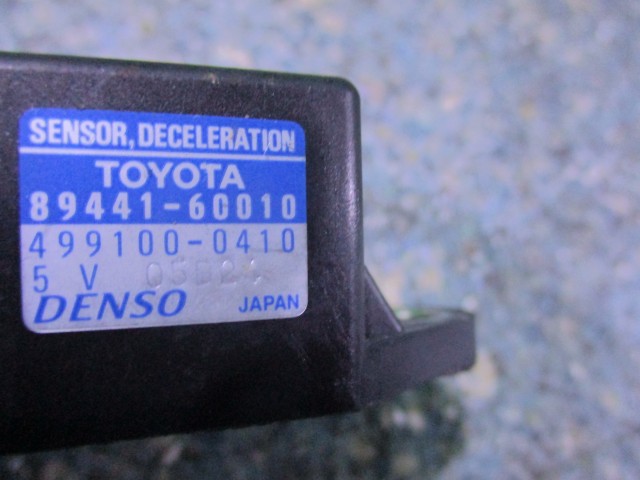 SENSOR, DECELERATION
TOYOTA
89441-60010
499100-0410
5 V
DENSO JAPAN